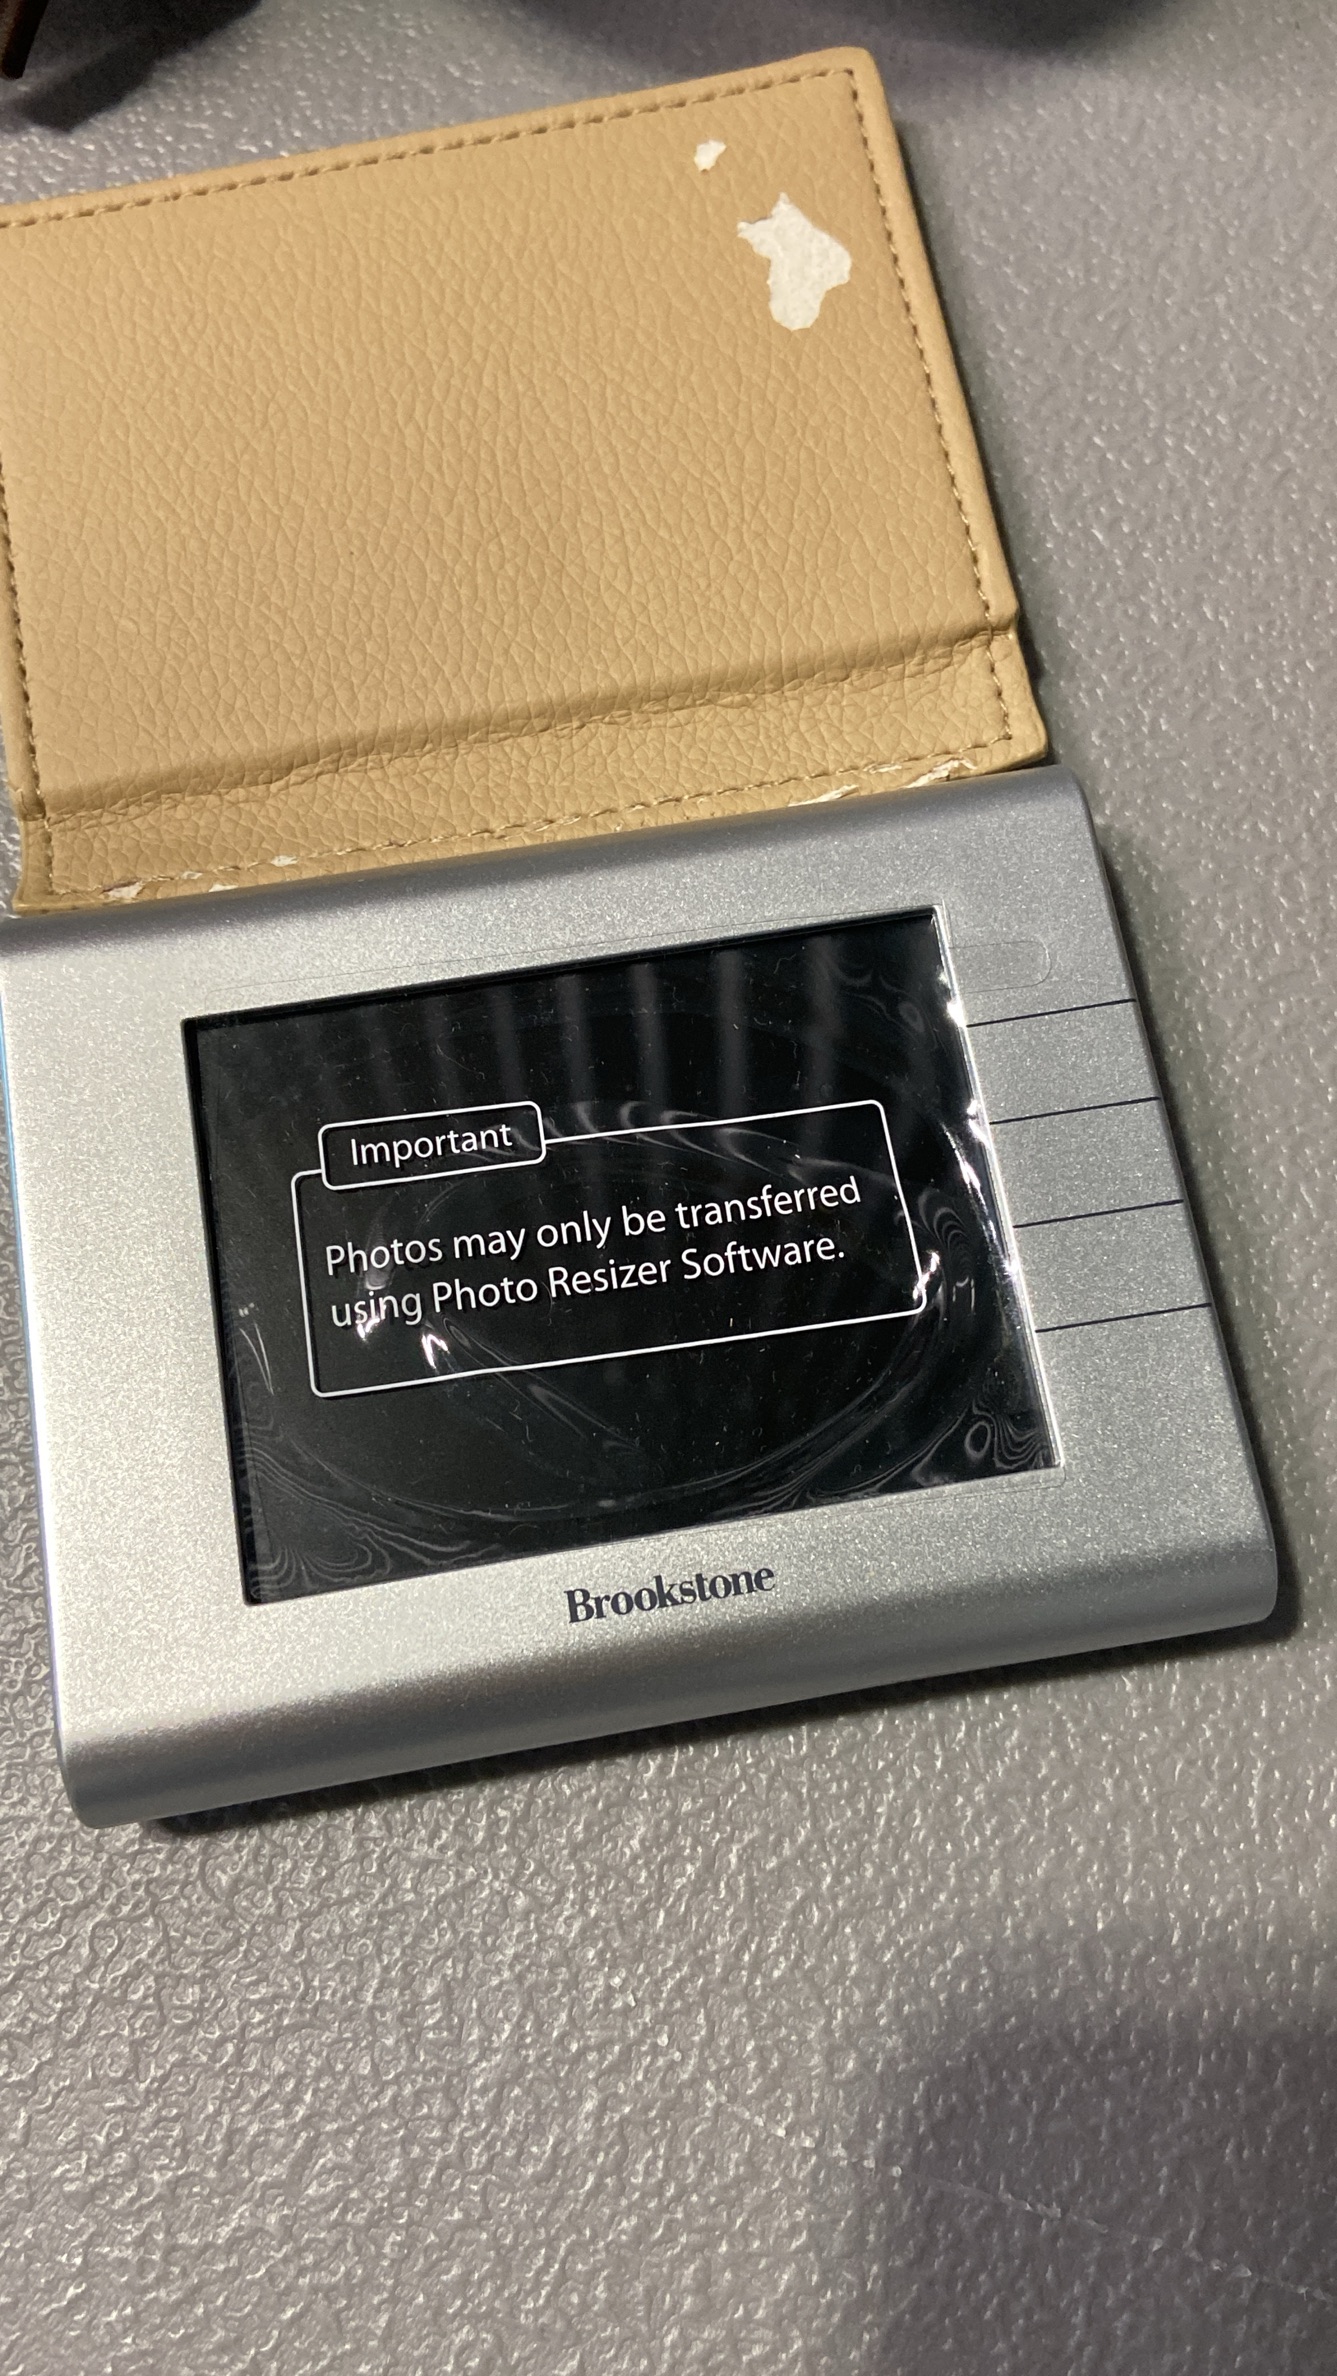 Important
Photos may only be transferred
using Photo Resizer Software.
Brookstone